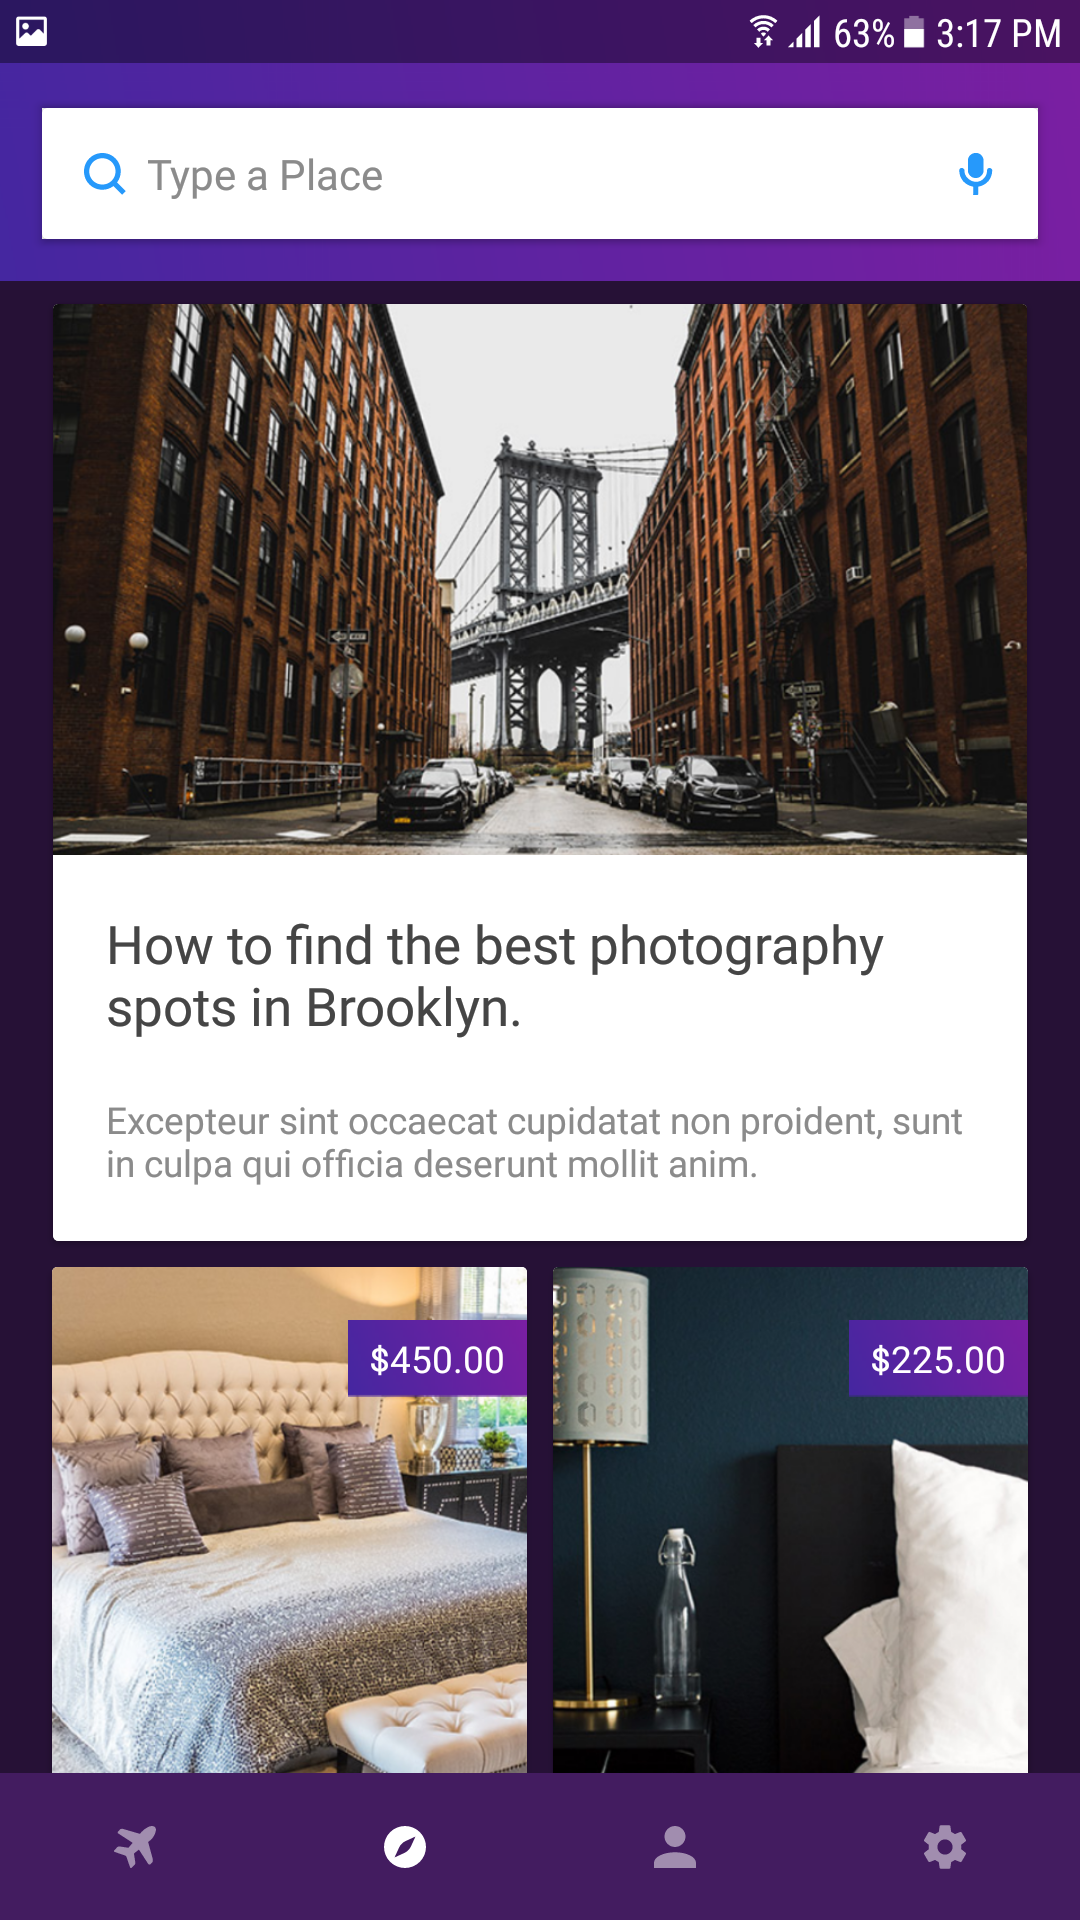 63% 3:17 PM
Type a Place
How to find the best photography
spots in Brooklyn.
Excepteur sint occaecat cupidatat non proident, sunt
in culpa qui officia deserunt mollit anim.
$450.00
$225.00